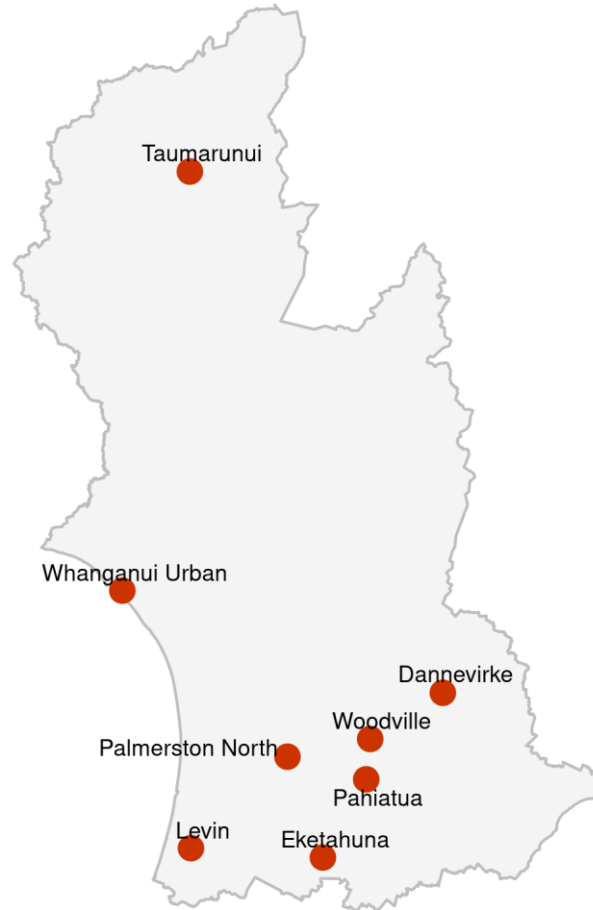 Taumarunui
Whanganui Urban
Dannevirke
Woodville
Palmerston North
Pahiatua
Levin
Eketahuna